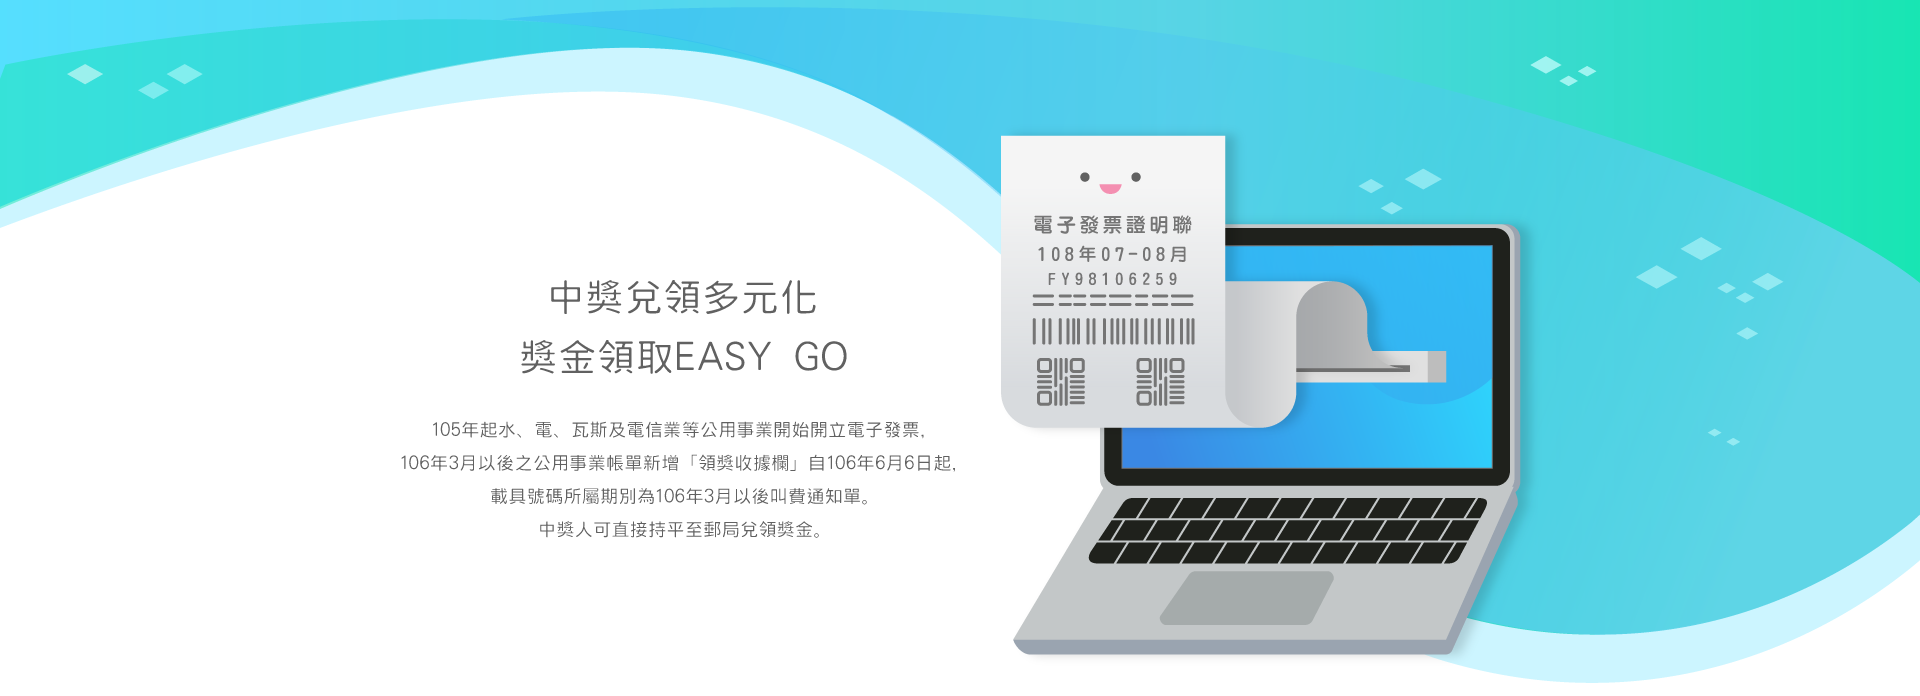 中獎兌領多元化
獎金領取EASY GO
105年起水、電、瓦斯及電信業等公用事業開始開立電子發票,
106年3月以後之公用事業帳單新增「領獎收據欄」自106年6月6日起,
載具號碼所屬期別為106年3月以後叫費通知單。
中獎人可直接持平至郵局兌領獎金。
電子發票證明聯
108年07-08月
FY98106259